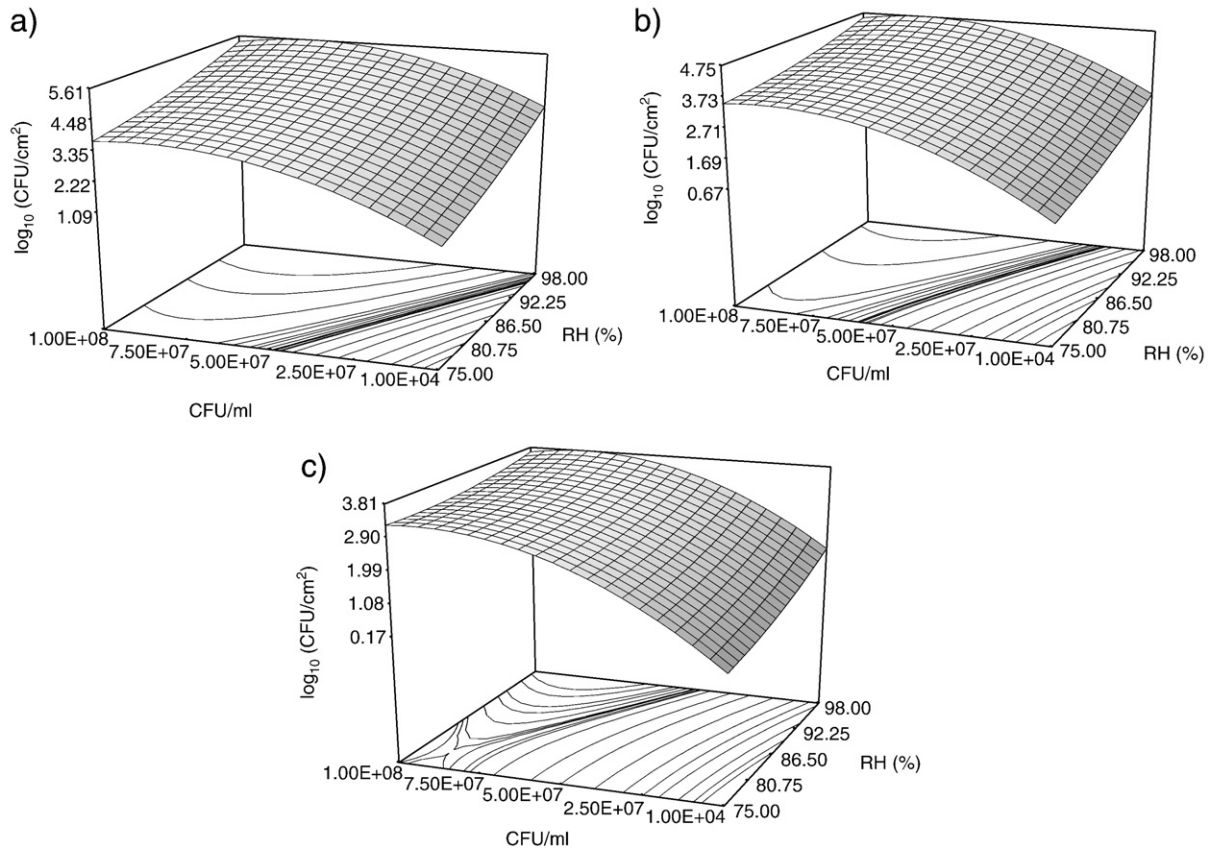 a)
5.61
4.48
3.35
2.22
1.09
log₁₀ (CFU/cm²)
1.00E+08
7.50E+07
5.00E+07
2.50E+07
1.00E+04
CFU/ml
75.00
80.75
86.50
92.25
98.00
RH (%)
b)
4.75
3.73
2.71
1.69
0.67
log₁₀ (CFU/cm²)
1.00E+08
7.50E+07
5.00E+07
2.50E+07
1.00E+04
CFU/ml
75.00
80.75
86.50
92.25
98.00
RH (%)
c)
3.81
2.90
1.99
1.08
0.17
log₁₀ (CFU/cm²)
1.00E+08
7.50E+07
5.00E+07
2.50E+07
1.00E+04
CFU/ml
75.00
80.75
86.50
92.25
98.00
RH (%)